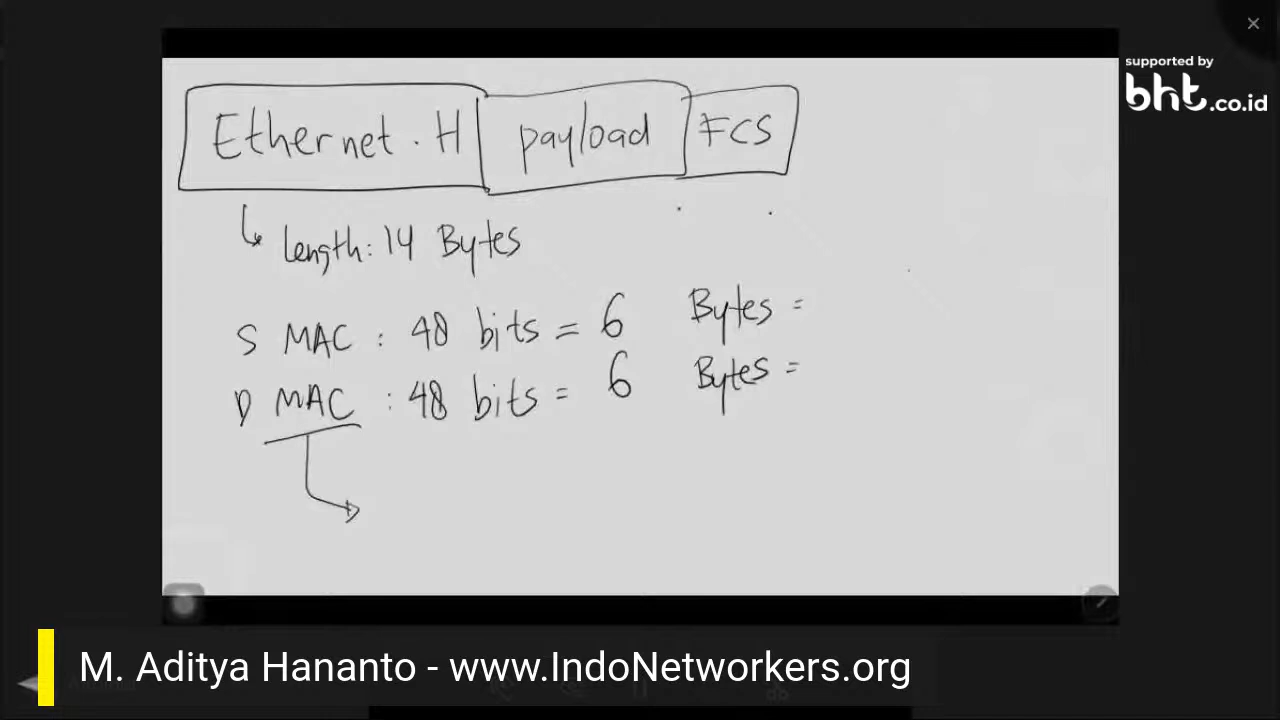 supported by
bht.co.id
Ethernet . H payload FCS
length: 14 Bytes
S MAC : 48 bits = 6 Bytes =
D MAC : 48 bits = 6 Bytes =
M. Aditya Hananto - www.IndoNetworkers.org